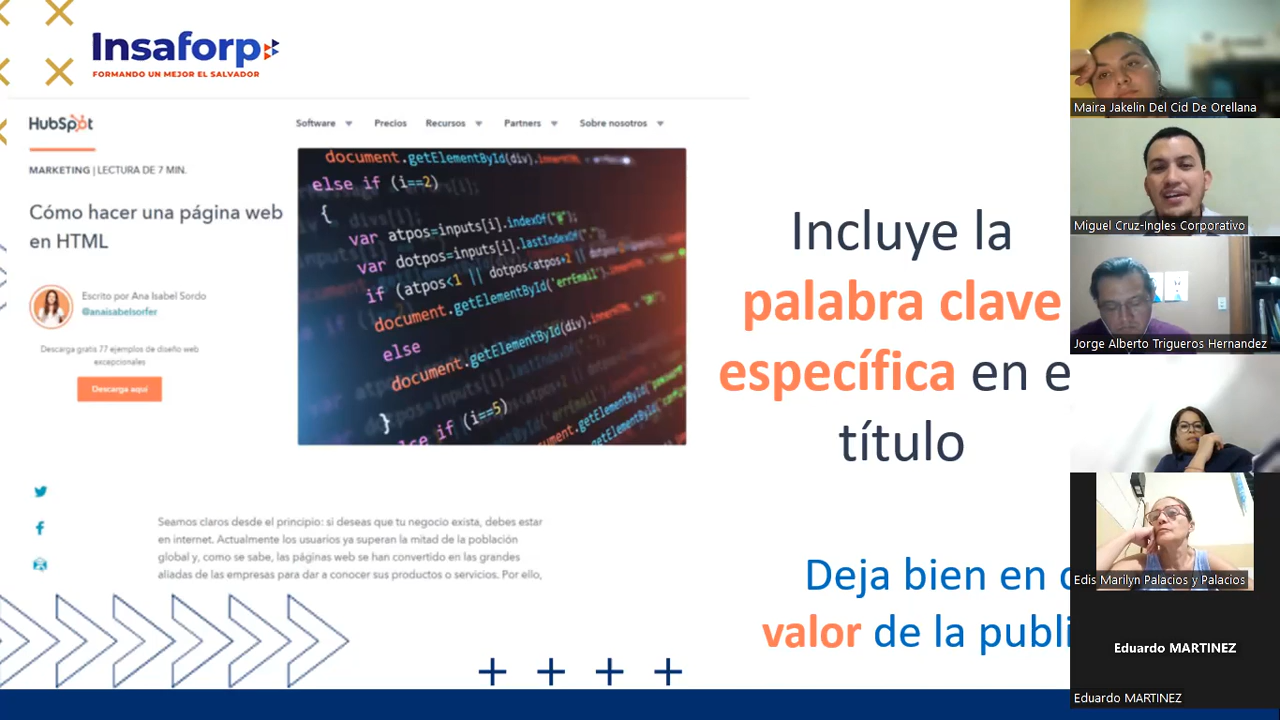 Insaforp
FORMANDO UN MEJOR EL SALVADOR
HubSpot
Software
Precios
Recursos
Partners
Sobre nosotros
MARKETING | LECTURA DE 7 MIN.
Cómo hacer una página web
en HTML
Escrito por Ana Isabel Sordo
@anaisabelsorfer
Descarga gratis 77 ejemplos de diseño web
excepcionales
Descarga aquí
document.getElementById(div).innerHTML
else if (i==2)
{
var atpos=inputs[i].indexOf("@");
var dotpos=inputs[i].lastIndexOf(".
if (atpos<1 || dotpos<atpos+2 ||
document.getElementById('errEmail').
else
document.getElementById(div).innerHTML
}
else if (i==5)
Seamos claros desde el principio: si deseas que tu negocio exista, debes estar
en internet. Actualmente los usuarios ya superan la mitad de la población
global y, como se sabe, las páginas web se han convertido en las grandes
aliadas de las empresas para dar a conocer sus productos o servicios. Por ello,
Incluye la
palabra clave
específica en e
título
Deja bien en c
valor de la publi
Maira Jakelin Del Cid De Orellana
Miguel Cruz-Ingles Corporativo
Jorge Alberto Trigueros Hernandez
Edis Marilyn Palacios y Palacios
Eduardo MARTINEZ
Eduardo MARTINEZ